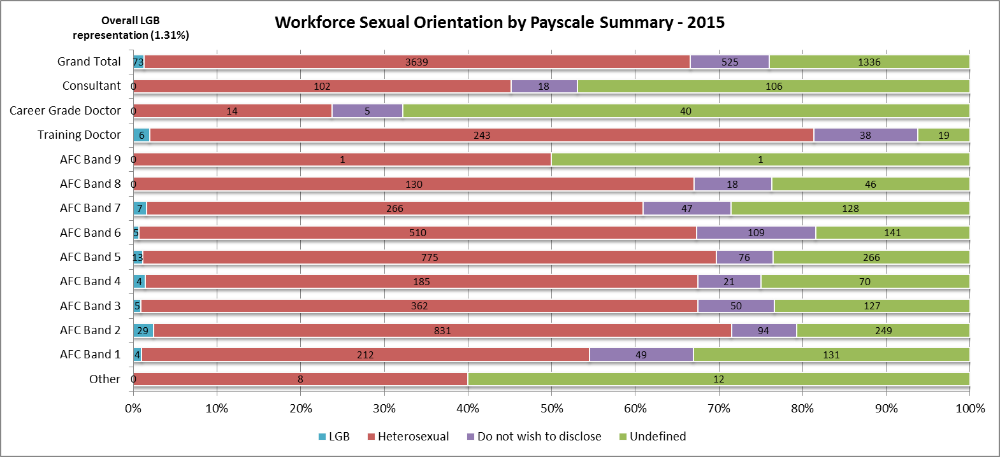 Overall LGB
representation (1.31%)
Workforce Sexual Orientation by Payscale Summary - 2015
Grand Total 73 3639 525 1336
Consultant 0 102 18 106
Career Grade Doctor 0 14 5 40
Training Doctor 6 243 38 19
AFC Band 9 0 1 1
AFC Band 8 0 130 18 46
AFC Band 7 7 266 47 128
AFC Band 6 5 510 109 141
AFC Band 5 13 775 76 266
AFC Band 4 4 185 21 70
AFC Band 3 5 362 50 127
AFC Band 2 29 831 94 249
AFC Band 1 4 212 49 131
Other 0 8 12
0% 10% 20% 30% 40% 50% 60% 70% 80% 90% 100%
LGB Heterosexual Do not wish to disclose Undefined